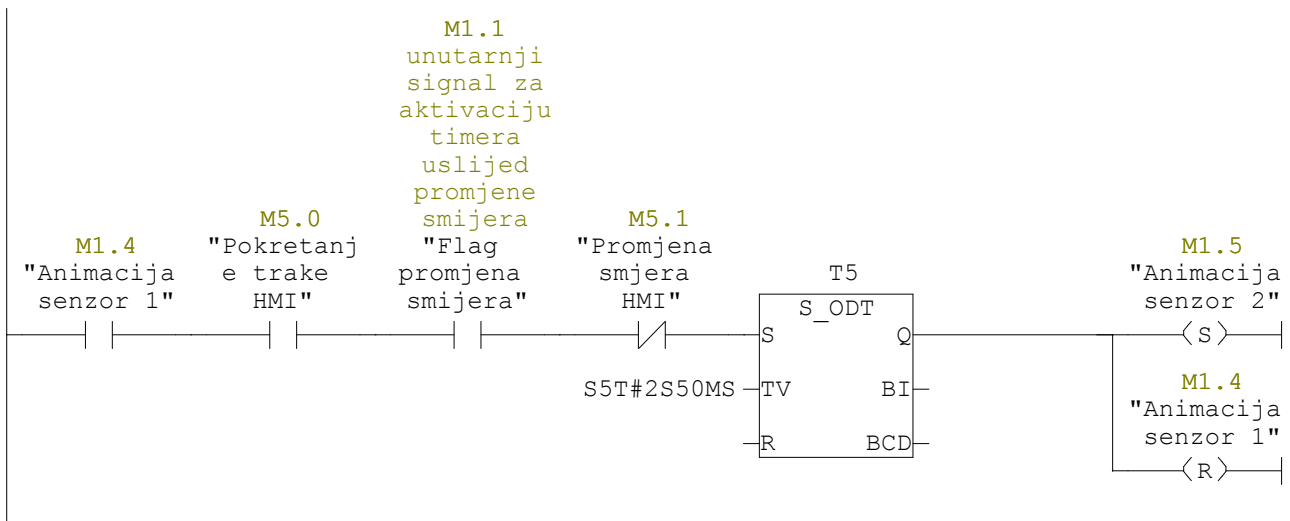 M1.1
unutarnji
signal za
aktivaciju
timera
uslijed
promjene
smijera
"Flag
promjena
smijera"
M1.4
"Animacija
senzor 1"
M5.0
"Pokretanj
e trake
HMI"
M5.1
"Promjena
smjera
HMI"
T5
S_ODT
S
Q
S5T#2S50MS
TV
BI
R
BCD
M1.5
"Animacija
senzor 2"
S
M1.4
"Animacija
senzor 1"
R